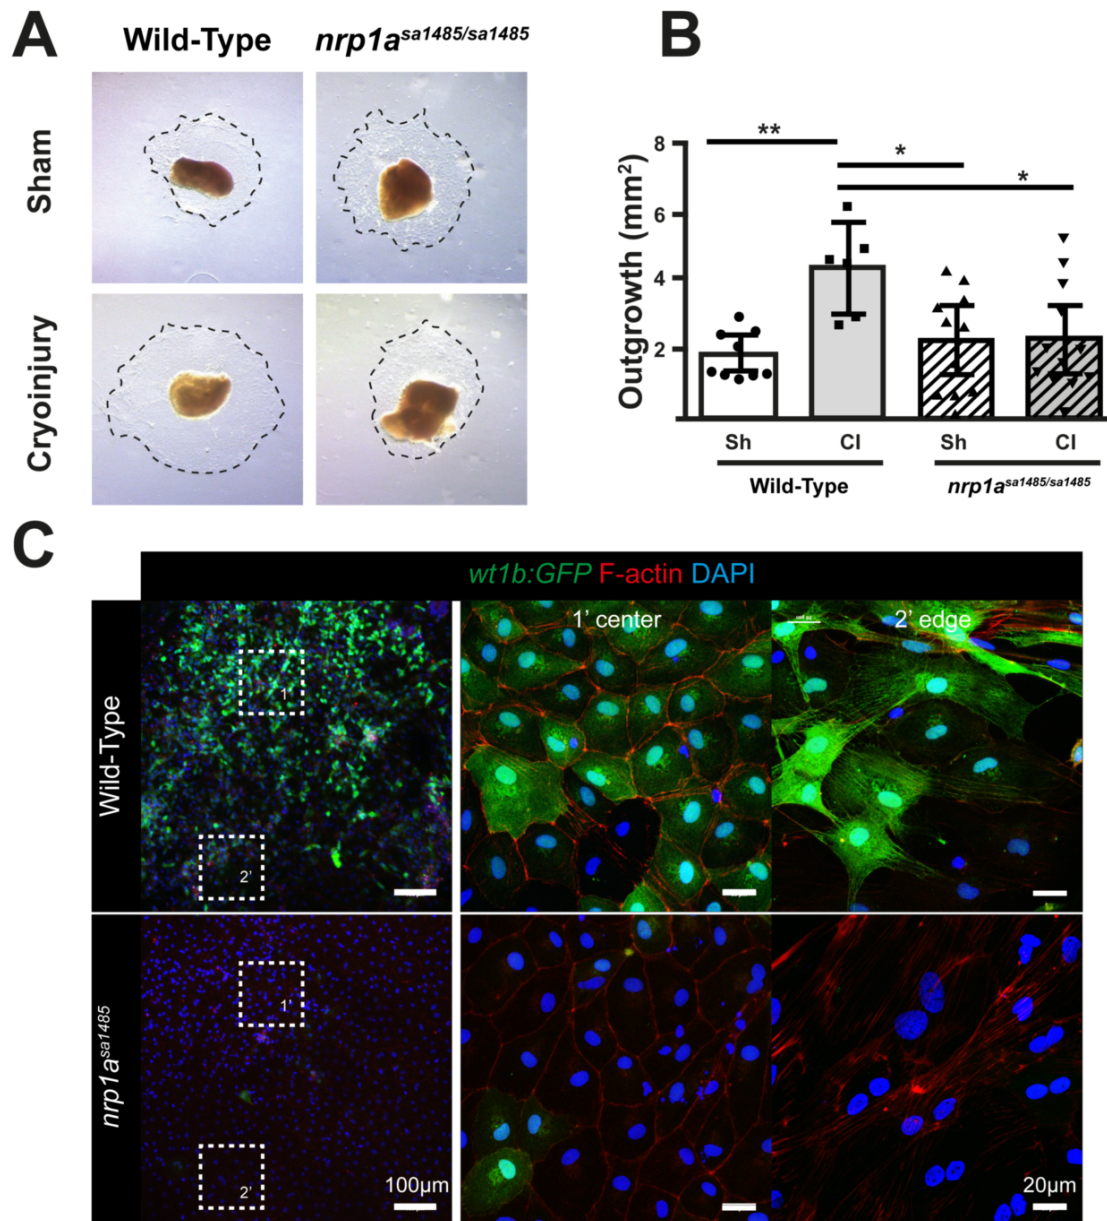 A
Wild-Type nrp1a^sa1485/sa1485
Sham
Cryoinjury
B
Outgrowth (mm²)
8
6
4
2
**
*
*
Sh CI Sh CI
Wild-Type nrp1a^sa1485/sa1485
C
wt1b:GFP F-actin DAPI
Wild-Type
1'
2'
1' center
2' edge
nrp1a^sa1485
1'
2'
100µm
20µm